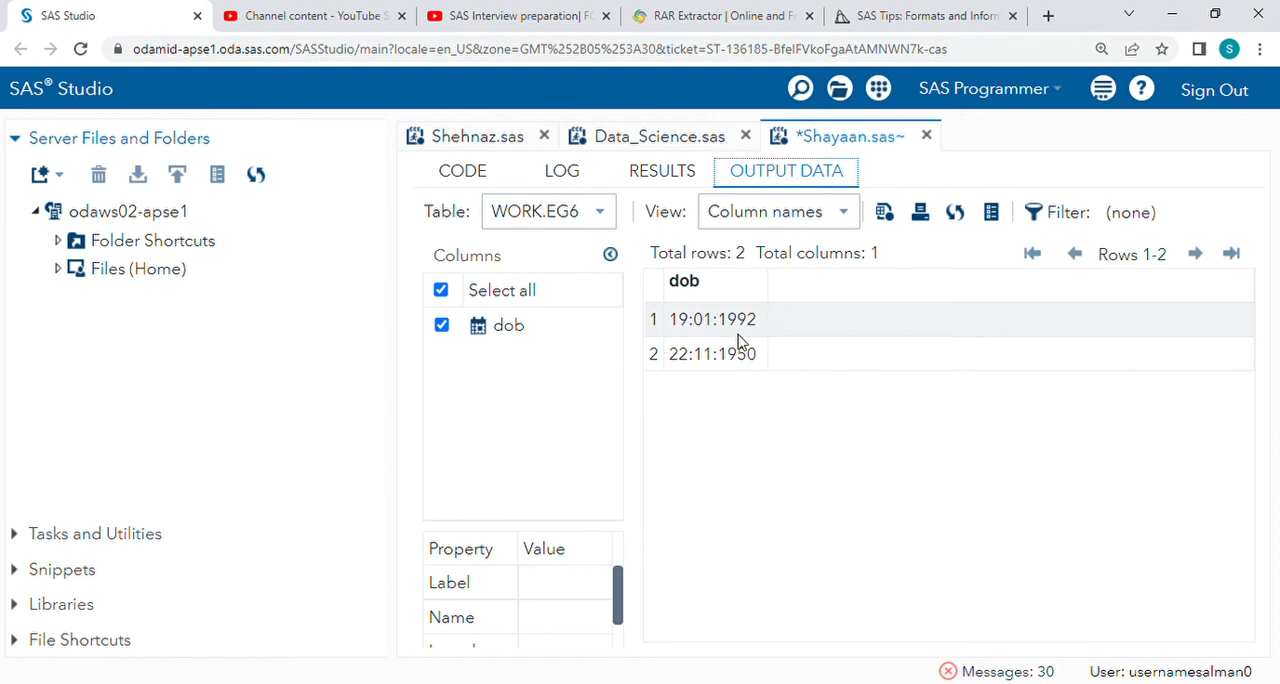 SAS Studio
Channel content - YouTube S
SAS Interview preparation| FC
RAR Extractor | Online and Fr
SAS Tips: Formats and Inform
odamid-apse1.oda.sas.com/SASStudio/main?locale=en_US&zone=GMT%252B05%253A30&ticket=ST-136185-BfelFVkoFgaAtAMNWN7k-cas
S
SAS® Studio
SAS Programmer
Sign Out
Server Files and Folders
odaws02-apse1
Folder Shortcuts
Files (Home)
Tasks and Utilities
Snippets
Libraries
File Shortcuts
Shehnaz.sas
Data_Science.sas
*Shayaan.sas~
CODE
LOG
RESULTS
OUTPUT DATA
Table: WORK.EG6
View: Column names
Filter: (none)
Columns
Select all
dob
Property Value
Label
Name
Total rows: 2 Total columns: 1
Rows 1-2
dob
1 19:01:1992
2 22:11:1950
Messages: 30
User: usernamesalman0